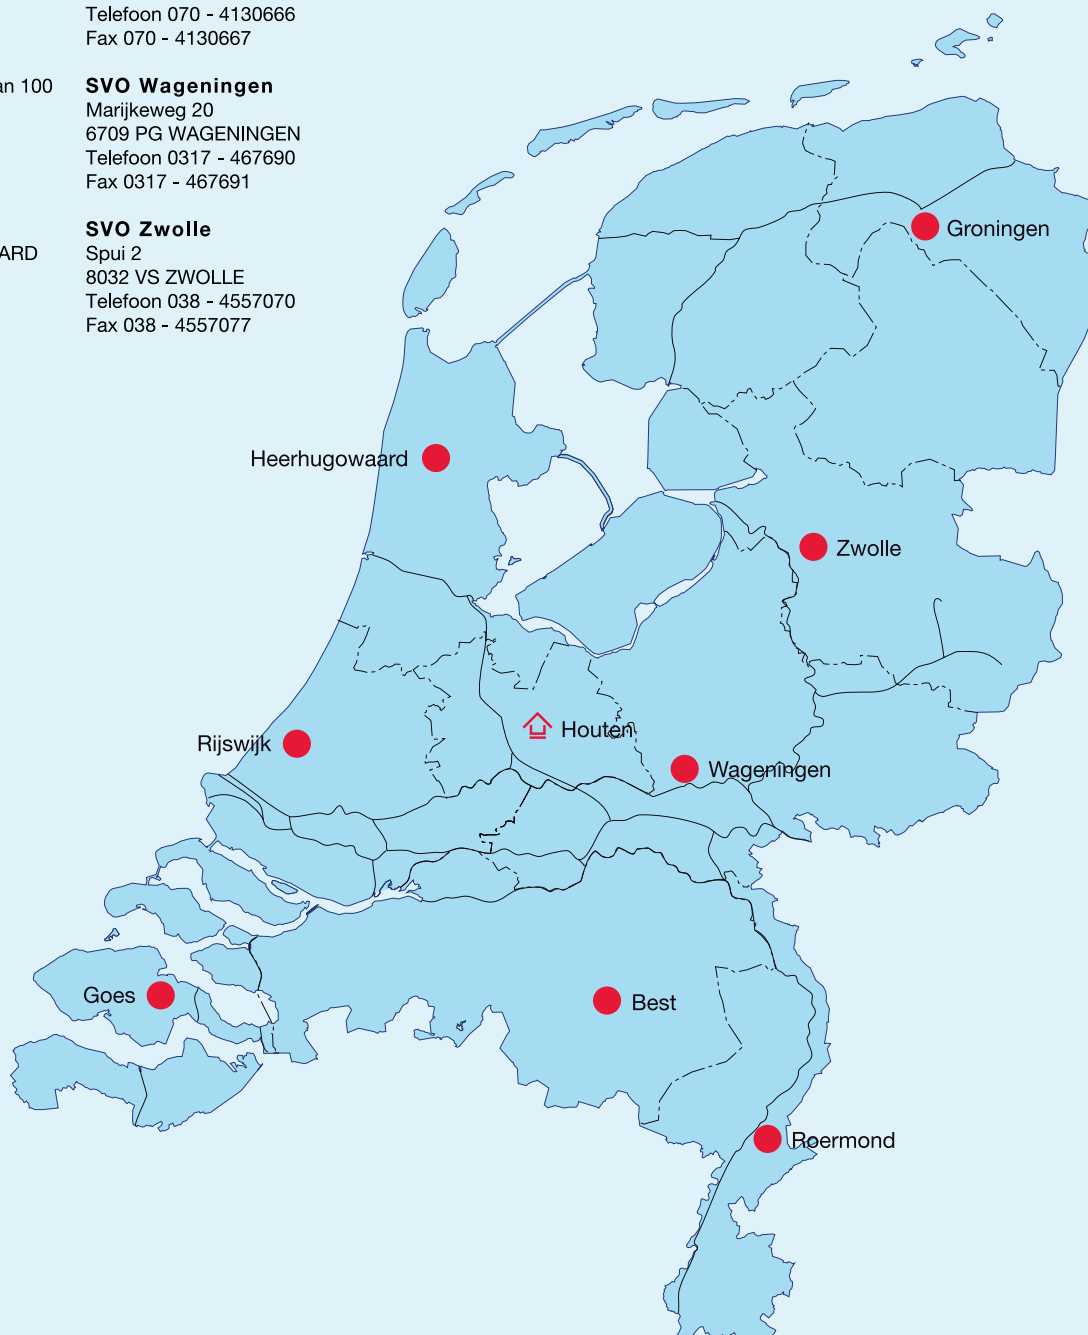 Telefoon 070 - 4130666
Fax 070 - 4130667
an 100
SVO Wageningen
Marijkeweg 20
6709 PG WAGENINGEN
Telefoon 0317 - 467690
Fax 0317 - 467691
SVO Zwolle
ARD
Spui 2
8032 VS ZWOLLE
Telefoon 038 - 4557070
Fax 038 - 4557077
Groningen
Heerhugowaard
Zwolle
Houten
Rijswijk
Wageningen
Goes
Best
Roermond